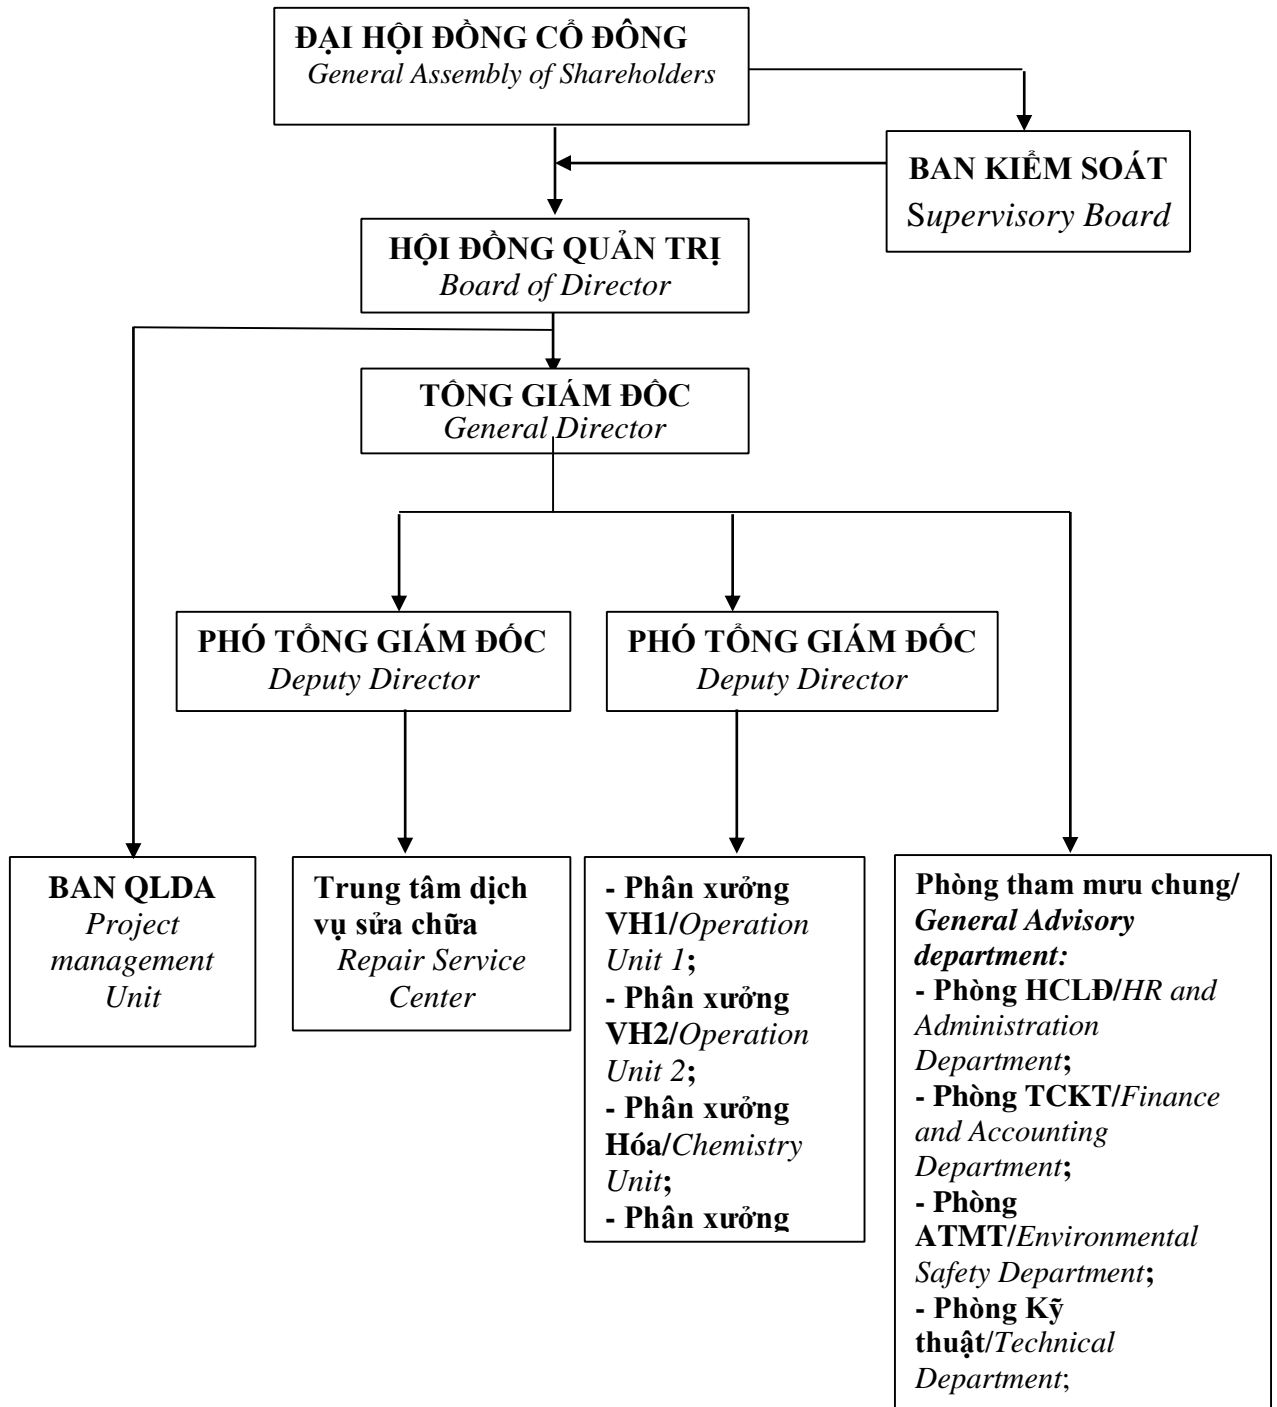 ĐẠI HỘI ĐỒNG CỔ ĐÔNG
General Assembly of Shareholders
BAN KIỂM SOÁT
Supervisory Board
HỘI ĐỒNG QUẢN TRỊ
Board of Director
TỔNG GIÁM ĐỐC
General Director
PHÓ TỔNG GIÁM ĐỐC
Deputy Director
PHÓ TỔNG GIÁM ĐỐC
Deputy Director
BAN QLDA
Project
management
Unit
Trung tâm dịch
vụ sửa chữa
Repair Service
Center
- Phân xưởng
VH1/Operation
Unit 1;
- Phân xưởng
VH2/Operation
Unit 2;
- Phân xưởng
Hóa/Chemistry
Unit;
- Phân xưởng
Phòng tham mưu chung/
General Advisory
department:
- Phòng HCLĐ/HR and
Administration
Department;
- Phòng TCKT/Finance
and Accounting
Department;
- Phòng
ATMT/Environmental
Safety Department;
- Phòng Kỹ
thuật/Technical
Department;